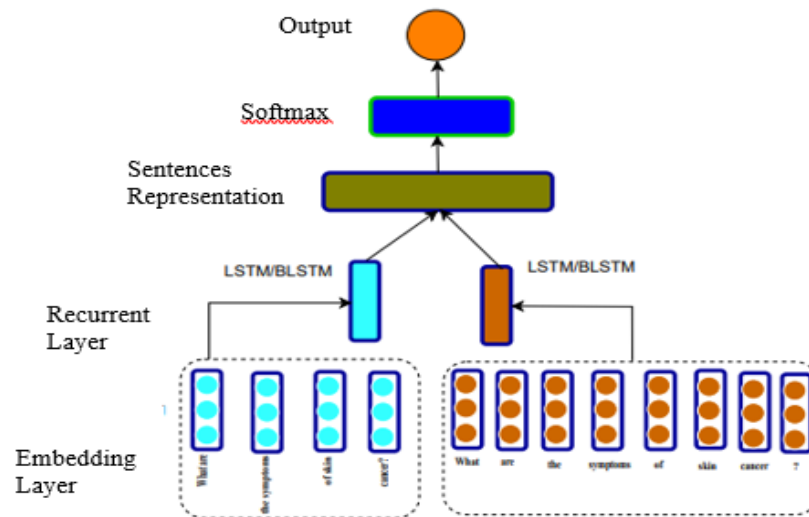 Output
Softmax
Sentences
Representation
LSTM/BLSTM
LSTM/BLSTM
Recurrent
Layer
Embedding
Layer
What are
the symptoms
of skin
cancer?
What
are
the
symptoms
of
skin
cancer
?